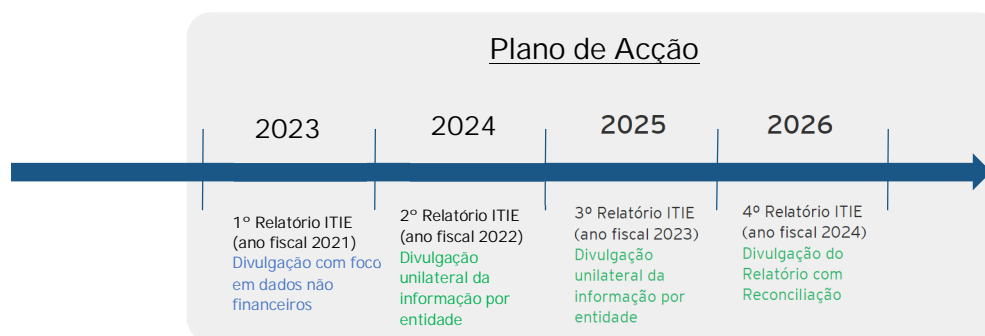 Plano de Acção
2023
2024
2025
2026
1º Relatório ITIE
(ano fiscal 2021)
Divulgação com foco
em dados não
financeiros
2º Relatório ITIE
(ano fiscal 2022)
Divulgação
unilateral da
informação por
entidade
3º Relatório ITIE
(ano fiscal 2023)
Divulgação
unilateral da
informação por
entidade
4º Relatório ITIE
(ano fiscal 2024)
Divulgação do
Relatório com
Reconciliação